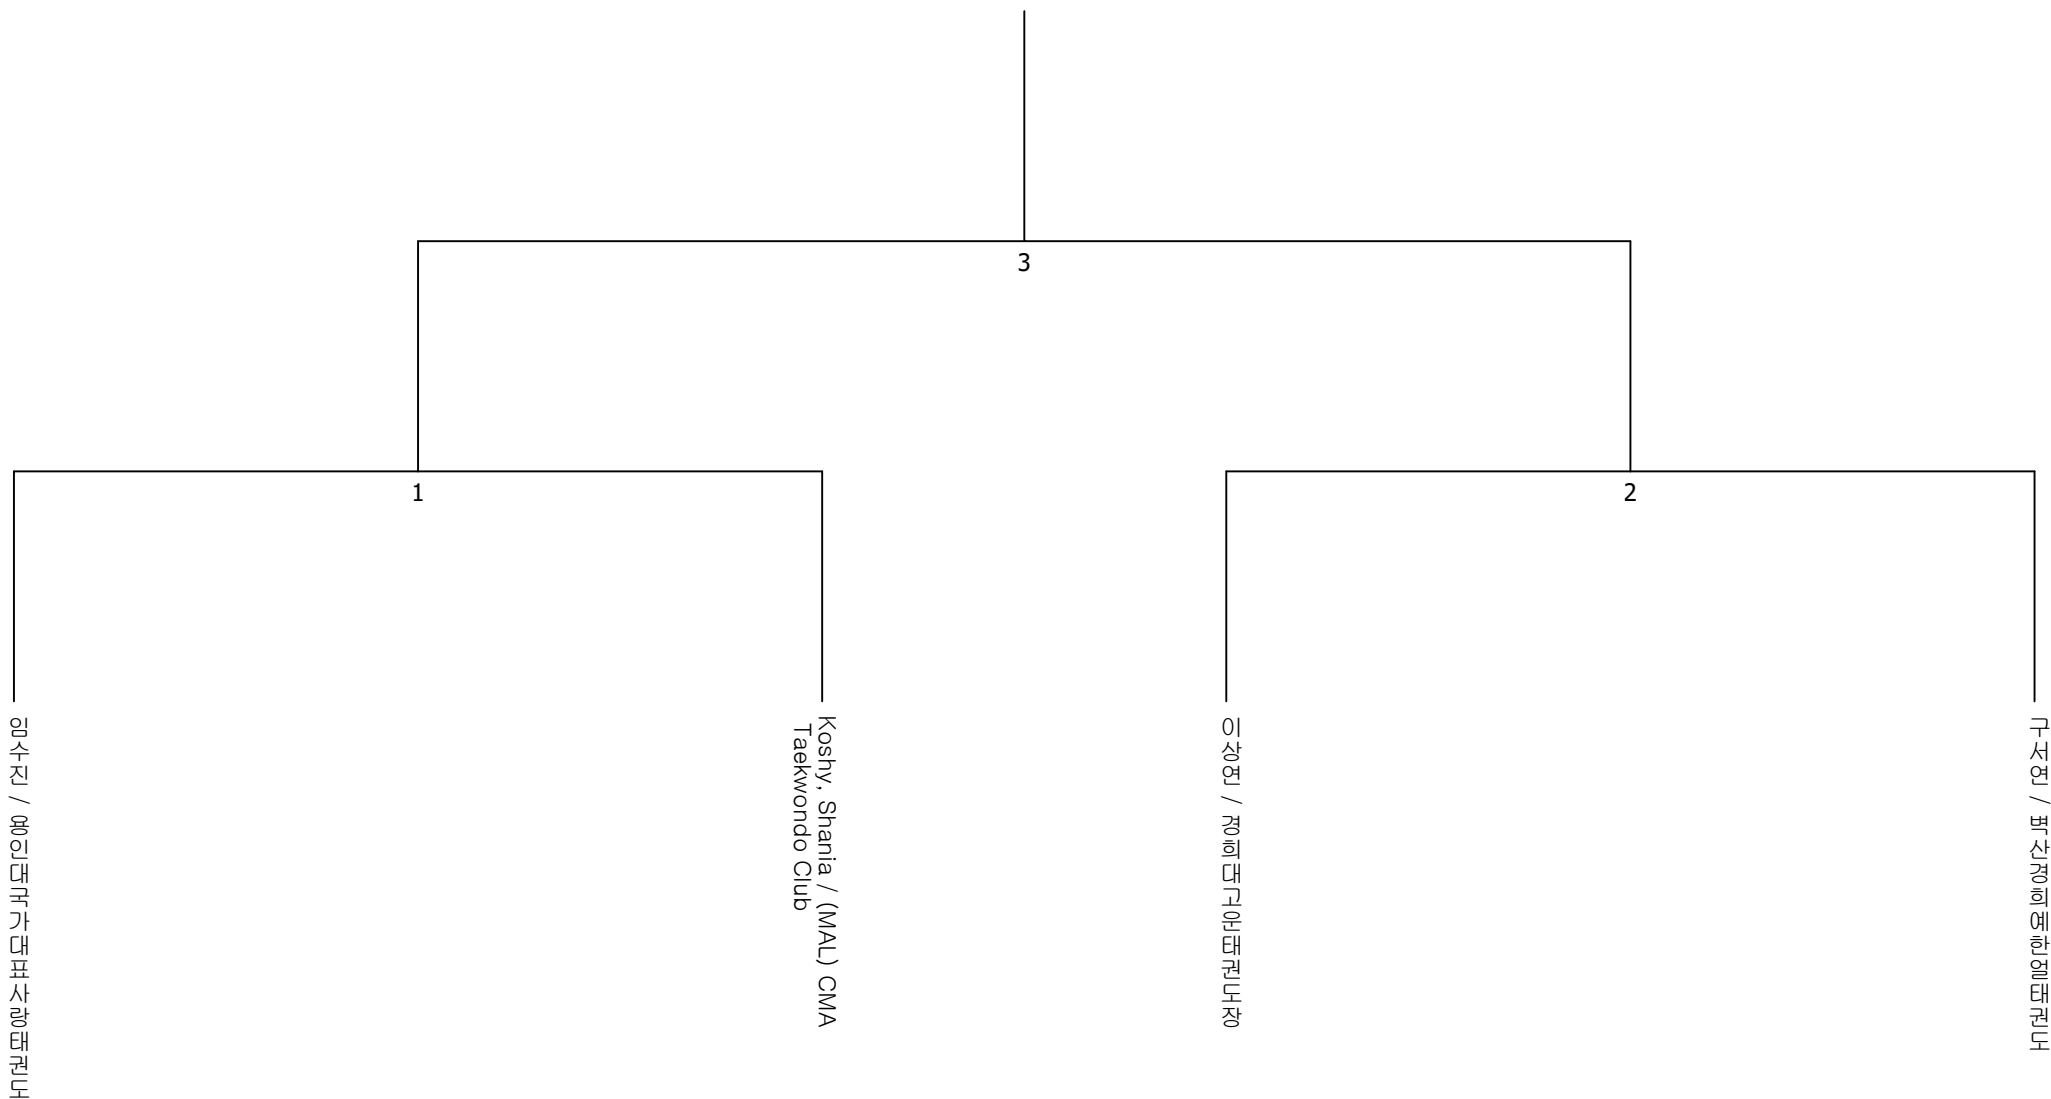 3
1
2
임수진 / 용인대국가대표사랑태권도
Koshy, Shania / (MAL) CMA
Taekwondo Club
이상연 / 경희대고운태권도장
구서연 / 벽산경희예한얼태권도